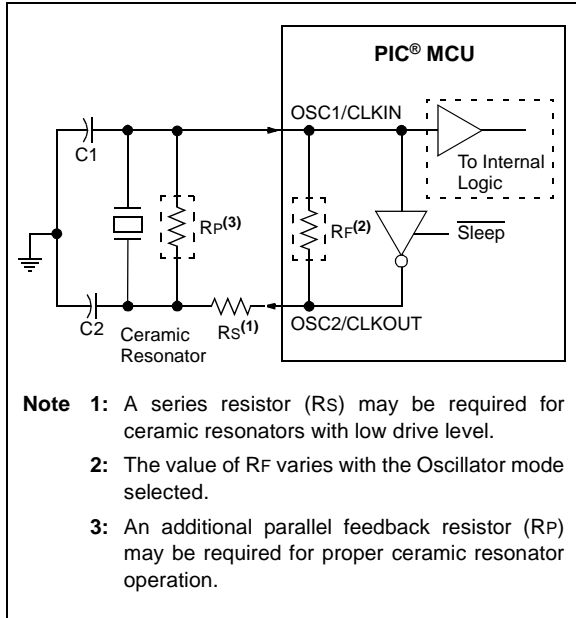 PIC® MCU
OSC1/CLKIN
C1
To Internal
Logic
RP(3)
RF(2)
Sleep
C2
Ceramic
Resonator
RS(1)
OSC2/CLKOUT
Note 1: A series resistor (RS) may be required for
ceramic resonators with low drive level.
2: The value of RF varies with the Oscillator mode
selected.
3: An additional parallel feedback resistor (RP)
may be required for proper ceramic resonator
operation.